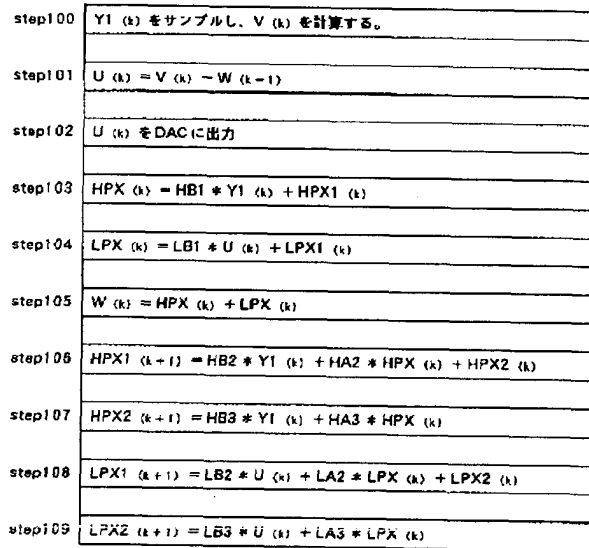 step100 Y1 (k) をサンプルし、V (k) を計算する。
step101 U (k) = V (k) − W (k−1)
step102 U (k) をDACに出力
step103 HPX (k) = HB1 * Y1 (k) + HPX1 (k)
step104 LPX (k) = LB1 * U (k) + LPX1 (k)
step105 W (k) = HPX (k) + LPX (k)
step106 HPX1 (k+1) = HB2 * Y1 (k) + HA2 * HPX (k) + HPX2 (k)
step107 HPX2 (k+1) = HB3 * Y1 (k) + HA3 * HPX (k)
step108 LPX1 (k+1) = LB2 * U (k) + LA2 * LPX (k) + LPX2 (k)
step109 LPX2 (k+1) = LB3 * U (k) + LA3 * LPX (k)